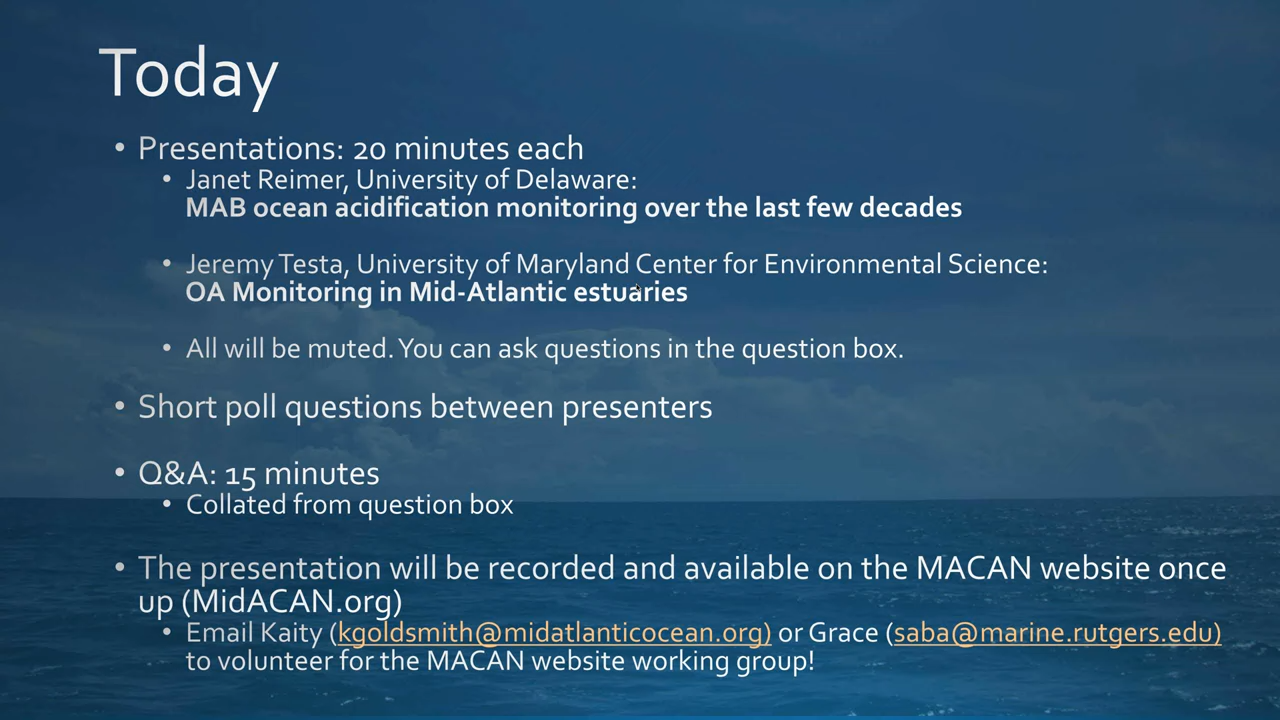 Today
• Presentations: 20 minutes each
• Janet Reimer, University of Delaware:
MAB ocean acidification monitoring over the last few decades
• Jeremy Testa, University of Maryland Center for Environmental Science:
OA Monitoring in Mid-Atlantic estuaries
• All will be muted. You can ask questions in the question box.
• Short poll questions between presenters
• Q&A: 15 minutes
• Collated from question box
• The presentation will be recorded and available on the MACAN website once
up (MidACAN.org)
• Email Kaity (kgoldsmith@midatlanticocean.org) or Grace (saba@marine.rutgers.edu)
to volunteer for the MACAN website working group!